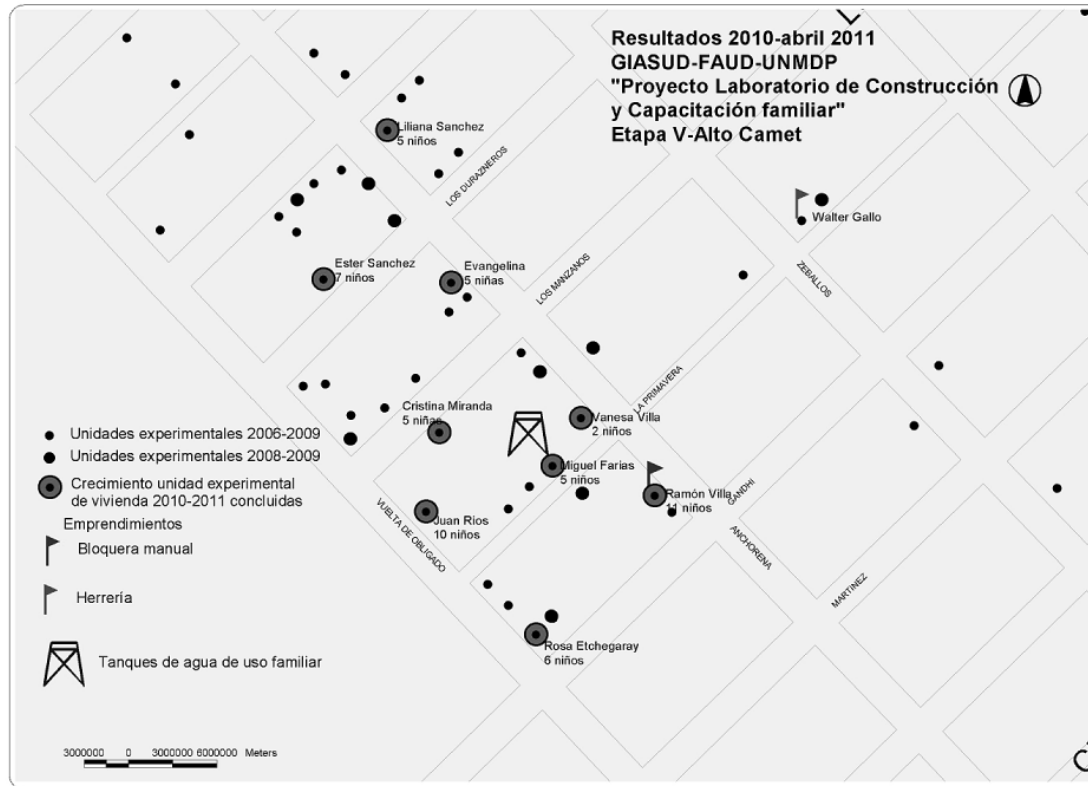 Resultados 2010-abril 2011
GIASUD-FAUD-UNMDP
"Proyecto Laboratorio de Construcción
y Capacitación familiar"
Etapa V-Alto Camet
Liliana Sanchez
5 niños
LOS DURAZNEROS
Walter Gallo
Ester Sanchez
7 niños
Evangelina
5 niñas
LOS MANZANOS
ZEBALLOS
LA PRIMAVERA
Cristina Miranda
5 niñas
Vanesa Villa
2 niños
Miguel Farías
5 niños
Ramón Villa
11 niños
GANDHI
Juan Rios
10 niños
VUELTA DE OBLIGADO
ANCHORENA
MARTINEZ
Rosa Etchegaray
6 niños
Unidades experimentales 2006-2009
Unidades experimentales 2008-2009
Crecimiento unidad experimental
de vivienda 2010-2011 concluidas
Emprendimientos
Bloquera manual
Herrería
Tanques de agua de uso familiar
3000000 0 3000000 6000000 Meters